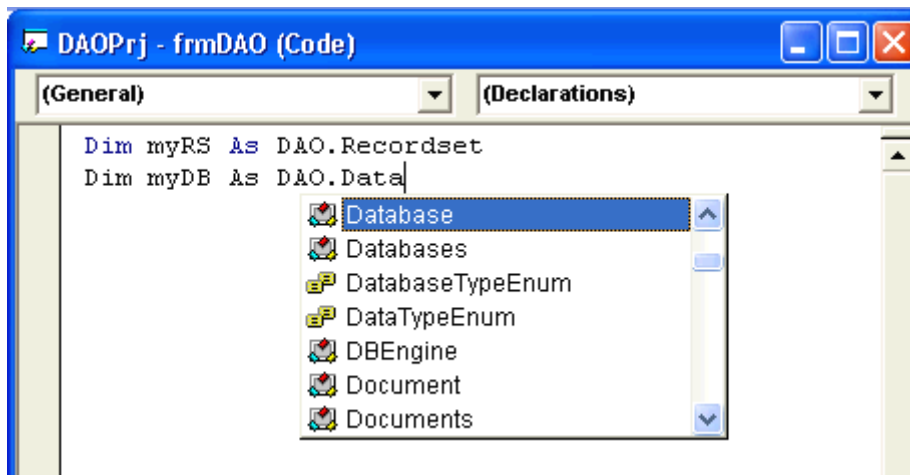 DAOPrj - frmDAO (Code)
(General) (Declarations)
Dim myRS As DAO.Recordset
Dim myDB As DAO.Data
Database
Databases
DatabaseTypeEnum
DataTypeEnum
DBEngine
Document
Documents